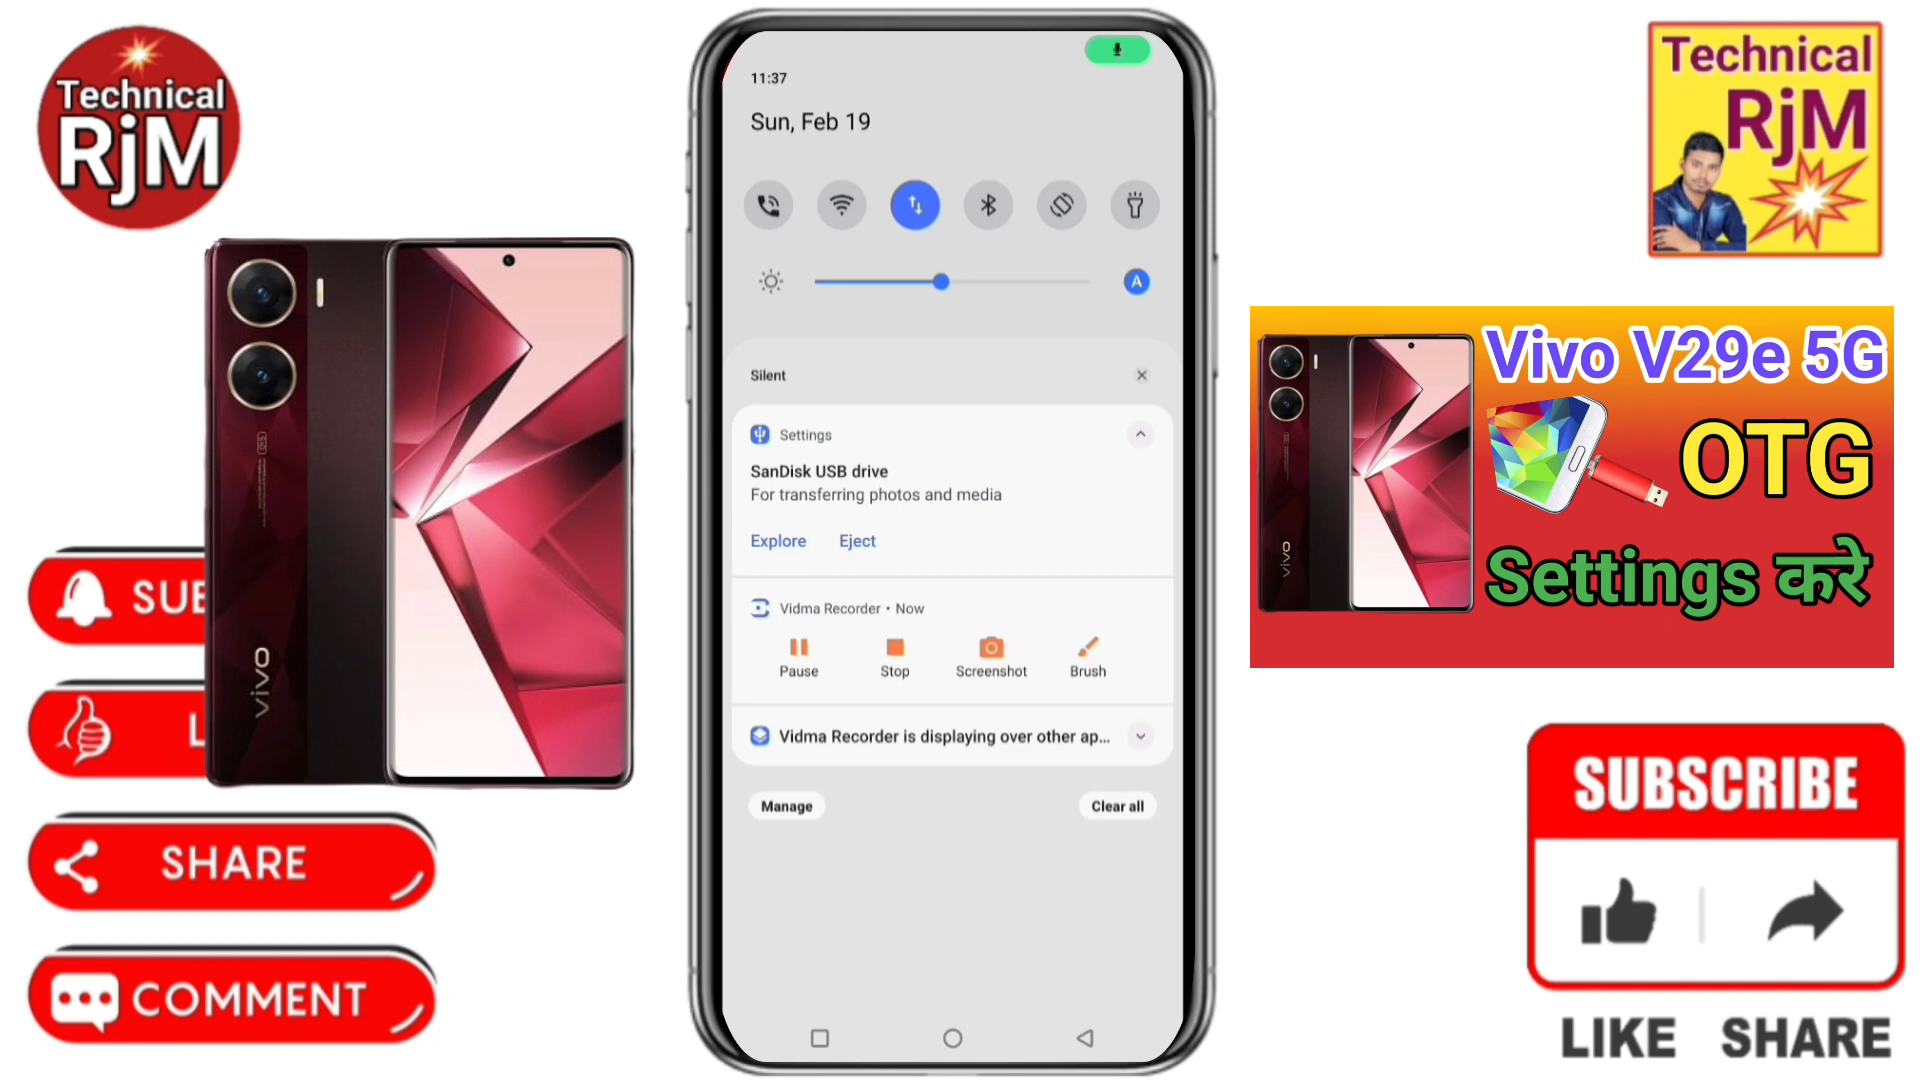 Technical
RjM
SUB
L
SHARE
COMMENT
vivo
11:37
Sun, Feb 19
A
Silent
Settings
SanDisk USB drive
For transferring photos and media
Explore Eject
Vidma Recorder • Now
Pause Stop Screenshot Brush
Vidma Recorder is displaying over other ap...
Manage Clear all
Technical
RjM
Vivo V29e 5G
OTG
Settings करे
vivo
SUBSCRIBE
LIKE SHARE